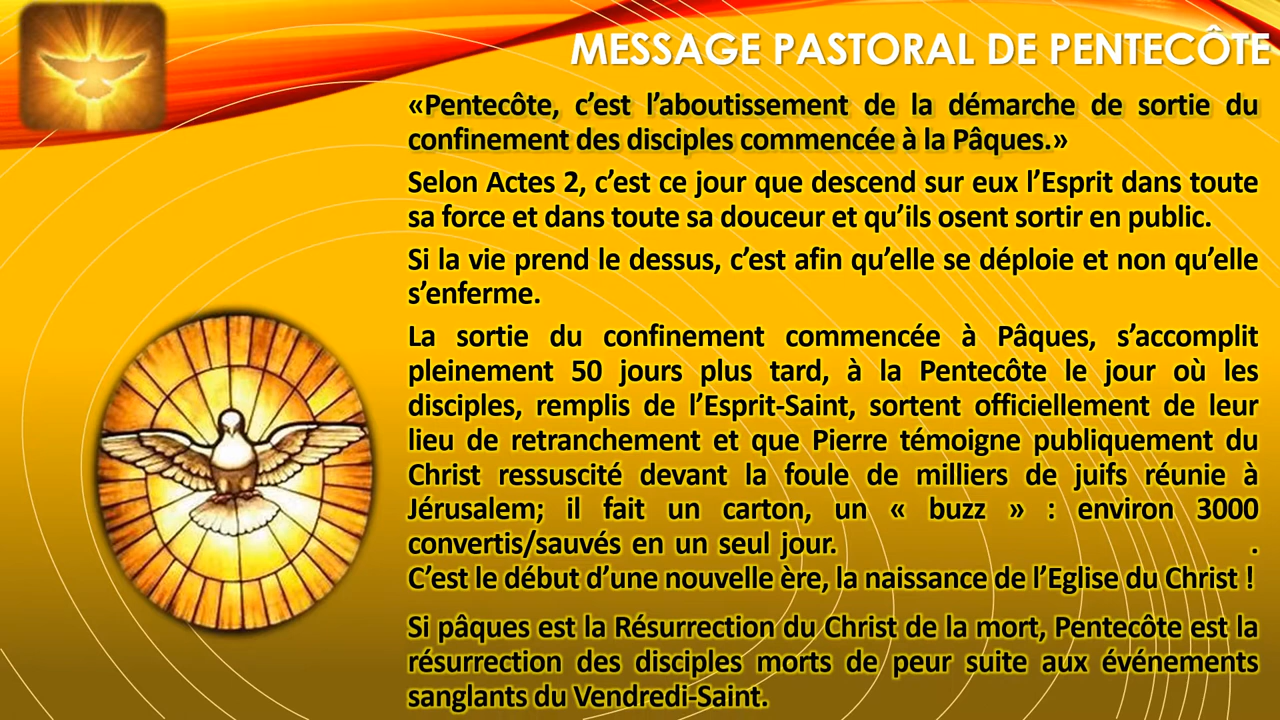 MESSAGE PASTORAL DE PENTECÔTE
«Pentecôte, c’est l’aboutissement de la démarche de sortie du
confinement des disciples commencée à la Pâques.»
Selon Actes 2, c’est ce jour que descend sur eux l’Esprit dans toute
sa force et dans toute sa douceur et qu’ils osent sortir en public.
Si la vie prend le dessus, c’est afin qu’elle se déploie et non qu’elle
s’enferme.
La sortie du confinement commencée à Pâques, s’accomplit
pleinement 50 jours plus tard, à la Pentecôte le jour où les
disciples, remplis de l’Esprit-Saint, sortent officiellement de leur
lieu de retranchement et que Pierre témoigne publiquement du
Christ ressuscité devant la foule de milliers de juifs réunie à
Jérusalem; il fait un carton, un « buzz » : environ 3000
convertis/sauvés en un seul jour. .
C’est le début d’une nouvelle ère, la naissance de l’Eglise du Christ !
Si pâques est la Résurrection du Christ de la mort, Pentecôte est la
résurrection des disciples morts de peur suite aux événements
sanglants du Vendredi-Saint.